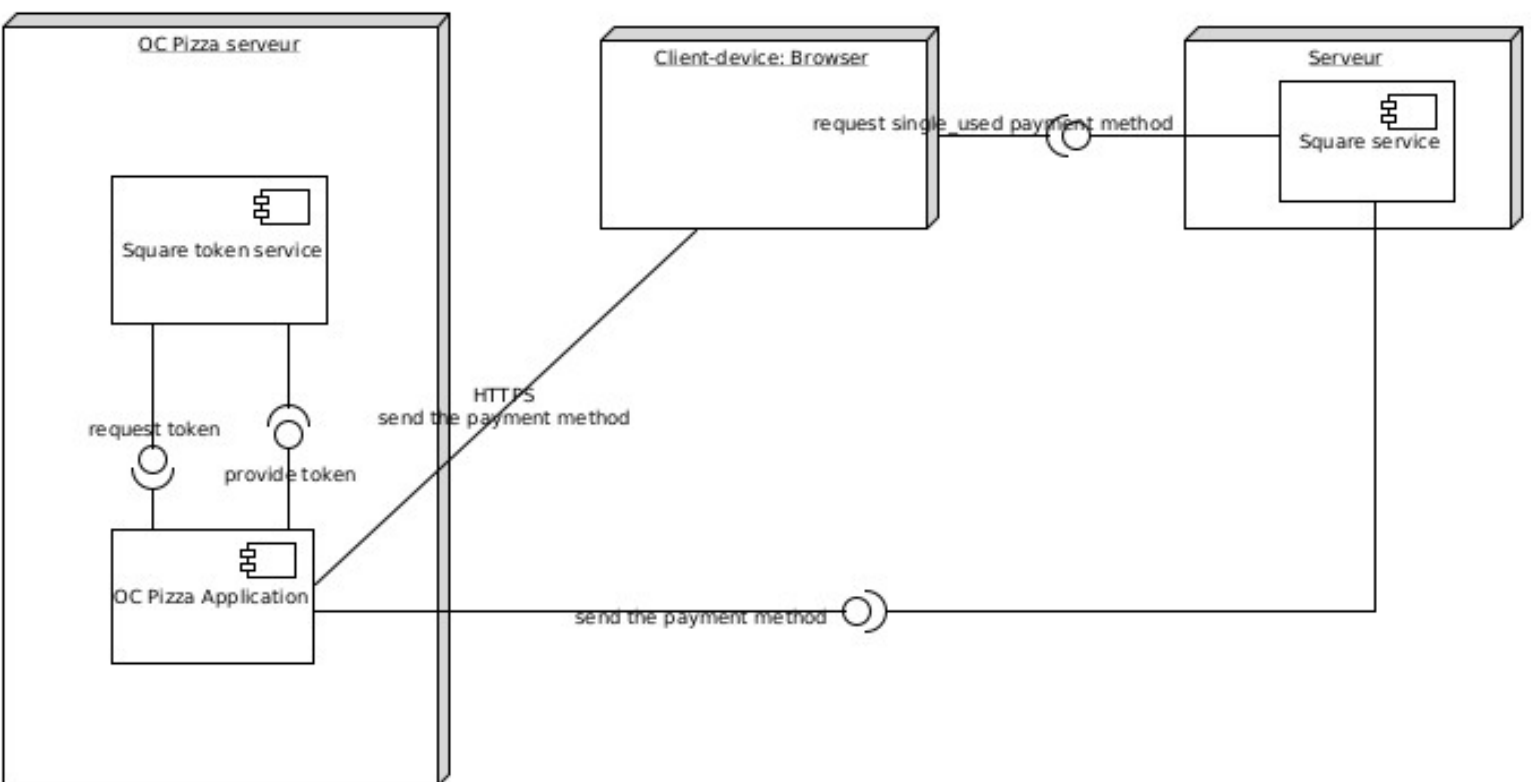 OC Pizza serveur
Client-device: Browser
Serveur
request single_used payment method
Square service
Square token service
HTTPS
send the payment method
request token
provide token
OC Pizza Application
send the payment method